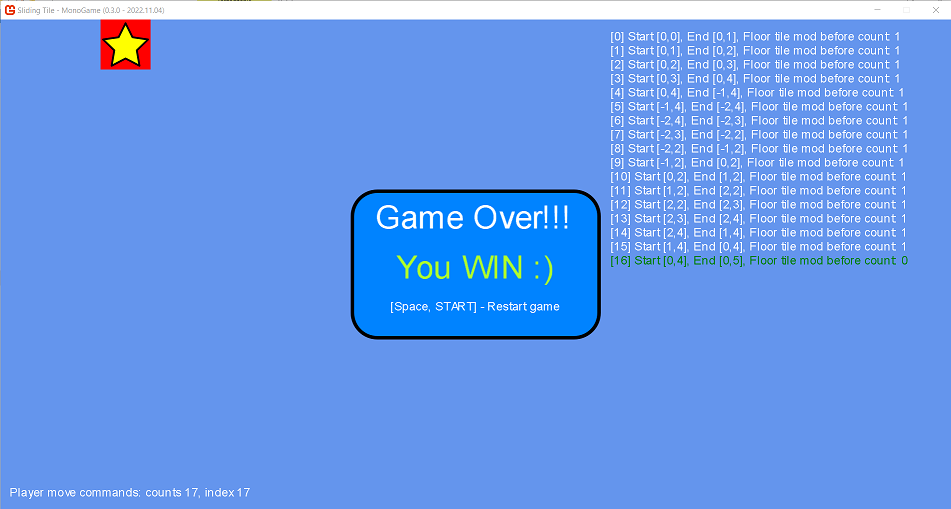 Sliding Tile - MonoGame (0.3.0 - 2022.11.04)
[0] Start [0,0], End [0,1], Floor tile mod before count: 1
[1] Start [0,1], End [0,2], Floor tile mod before count: 1
[2] Start [0,2], End [0,3], Floor tile mod before count: 1
[3] Start [0,3], End [0,4], Floor tile mod before count: 1
[4] Start [0,4], End [-1,4], Floor tile mod before count: 1
[5] Start [-1,4], End [-2,4], Floor tile mod before count: 1
[6] Start [-2,4], End [-2,3], Floor tile mod before count: 1
[7] Start [-2,3], End [-2,2], Floor tile mod before count: 1
[8] Start [-2,2], End [-1,2], Floor tile mod before count: 1
[9] Start [-1,2], End [0,2], Floor tile mod before count: 1
[10] Start [0,2], End [1,2], Floor tile mod before count: 1
[11] Start [1,2], End [2,2], Floor tile mod before count: 1
[12] Start [2,2], End [2,3], Floor tile mod before count: 1
[13] Start [2,3], End [2,4], Floor tile mod before count: 1
[14] Start [2,4], End [1,4], Floor tile mod before count: 1
[15] Start [1,4], End [0,4], Floor tile mod before count: 1
[16] Start [0,4], End [0,5], Floor tile mod before count: 0
Game Over!!!
You WIN :)
[Space, START] - Restart game
Player move commands: counts 17, index 17